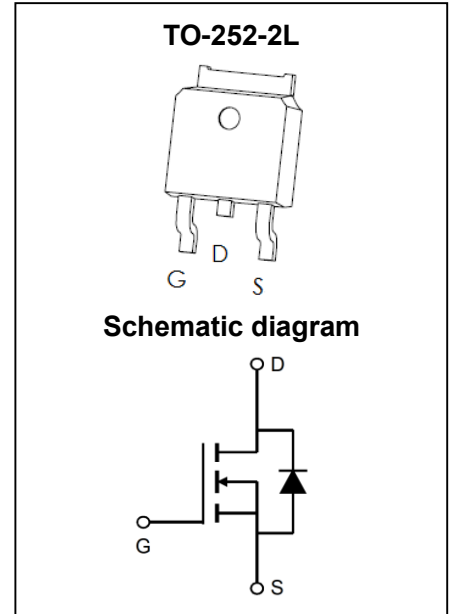 TO-252-2L
G D S
Schematic diagram
D
G
S